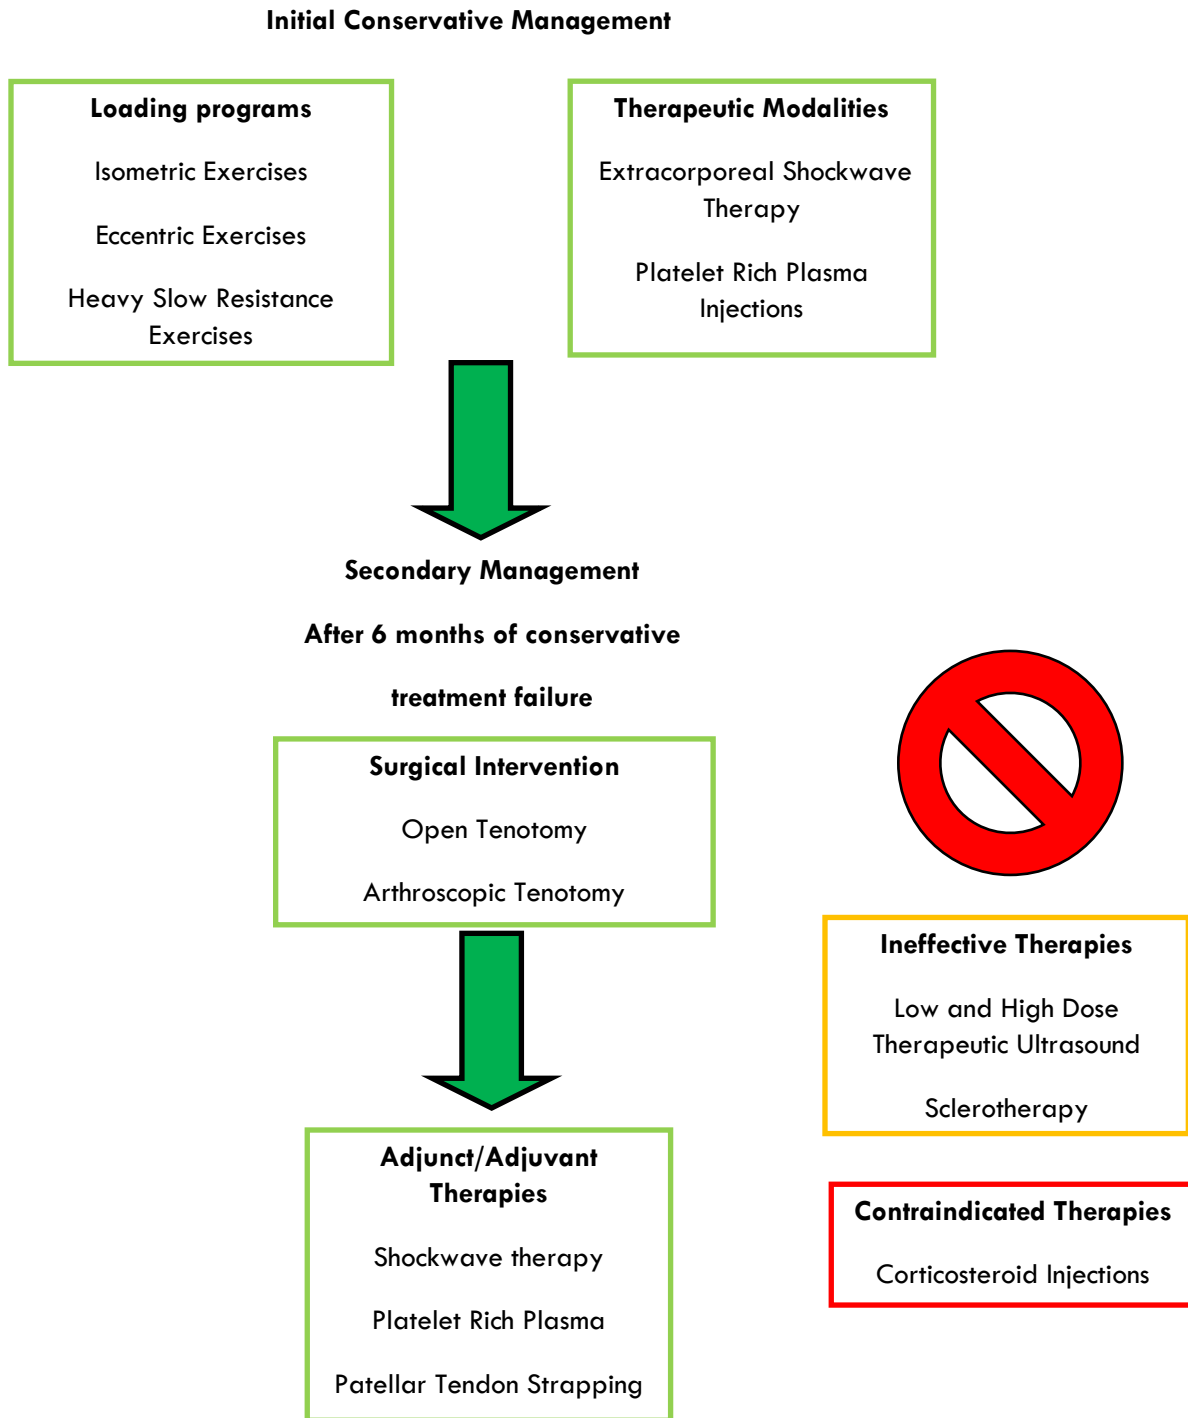 Initial Conservative Management
Loading programs
Isometric Exercises
Eccentric Exercises
Heavy Slow Resistance
Exercises
Therapeutic Modalities
Extracorporeal Shockwave
Therapy
Platelet Rich Plasma
Injections
Secondary Management
After 6 months of conservative
treatment failure
Surgical Intervention
Open Tenotomy
Arthroscopic Tenotomy
Adjunct/Adjuvant
Therapies
Shockwave therapy
Platelet Rich Plasma
Patellar Tendon Strapping
Ineffective Therapies
Low and High Dose
Therapeutic Ultrasound
Sclerotherapy
Contraindicated Therapies
Corticosteroid Injections